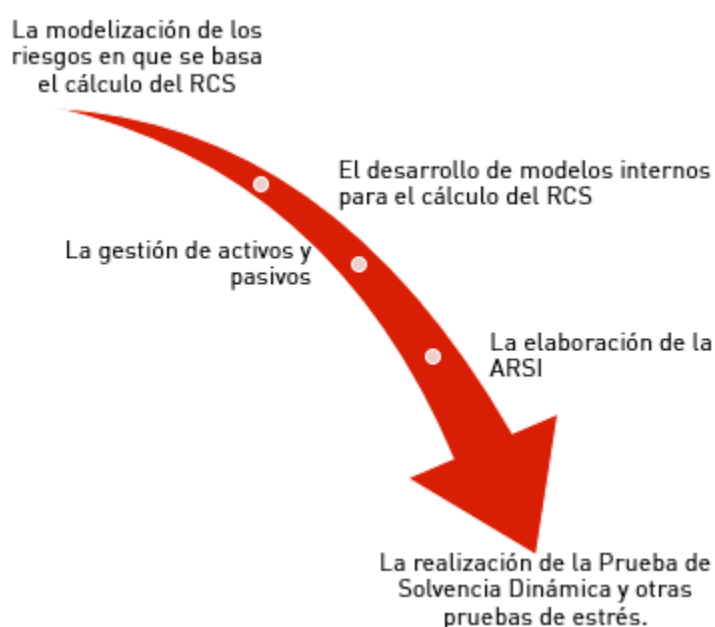 La modelización de los
riesgos en que se basa
el cálculo del RCS
El desarrollo de modelos internos
para el cálculo del RCS
La gestión de activos y
pasivos
La elaboración de la
ARSI
La realización de la Prueba de
Solvencia Dinámica y otras
pruebas de estrés.